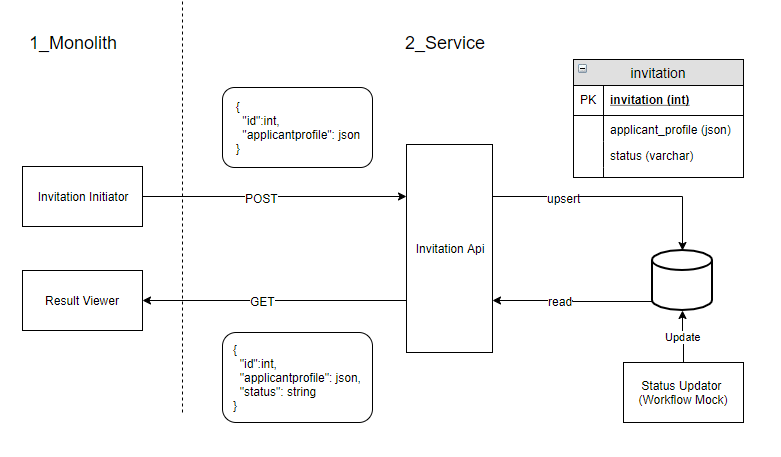 1_Monolith
2_Service
invitation
PK invitation (int)
applicant_profile (json)
status (varchar)
{
"id":int,
"applicantprofile": json
}
Invitation Initiator
POST
Invitation Api
upsert
Result Viewer
GET
read
{
"id":int,
"applicantprofile": json,
"status": string
}
Update
Status Updator
(Workflow Mock)